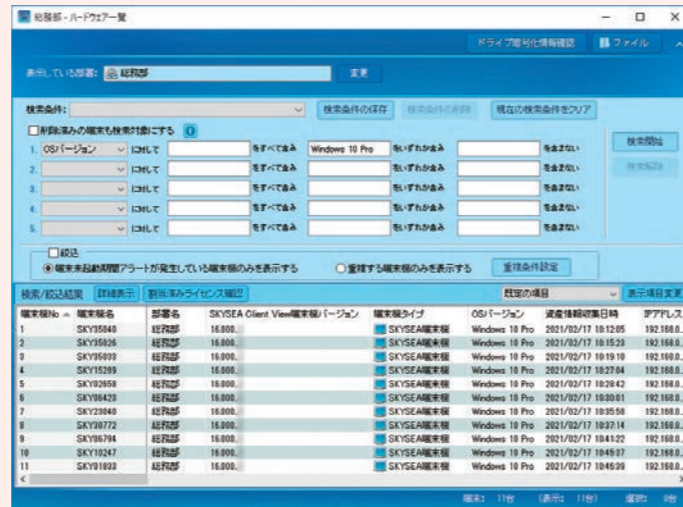 総務部 - ハードウェア一覧
ドライブ暗号化情報確認 ファイル
表示している部署: 総務部 変更
検索条件: 検索条件の保存 検索条件の削除 現在の検索条件をクリア
削除済みの端末も検索対象にする
1. OSバージョン に対して をすべて含み Windows 10 Pro をいずれか含み を含まない 検索開始
2. に対して をすべて含み をいずれか含み を含まない 検索解除
3. に対して をすべて含み をいずれか含み を含まない
4. に対して をすべて含み をいずれか含み を含まない
5. に対して をすべて含み をいずれか含み を含まない
絞込
端末未起動期間アラートが発生している端末機のみを表示する 重複する端末機のみを表示する 重複条件設定
検索/絞込結果 詳細表示 割当済みライセンス確認 既定の項目 表示項目変更
端末機No 端末機名 部署名 SKYSEA Client View端末機バージョン 端末機タイプ OSバージョン 資産情報収集日時 IPアドレス
1 SKY35040 総務部 16.000. SKYSEA端末機 Windows 10 Pro 2021/02/17 10:12:05 192.168.0.
2 SKY35026 総務部 16.000. SKYSEA端末機 Windows 10 Pro 2021/02/17 10:15:23 192.168.0.
3 SKY35033 総務部 16.000. SKYSEA端末機 Windows 10 Pro 2021/02/17 10:19:10 192.168.0.
4 SKY15289 総務部 16.000. SKYSEA端末機 Windows 10 Pro 2021/02/17 10:27:04 192.168.0.
5 SKY02658 総務部 16.000. SKYSEA端末機 Windows 10 Pro 2021/02/17 10:28:42 192.168.0.
6 SKY06423 総務部 16.000. SKYSEA端末機 Windows 10 Pro 2021/02/17 10:30:01 192.168.0.
7 SKY23040 総務部 16.000. SKYSEA端末機 Windows 10 Pro 2021/02/17 10:35:50 192.168.0.
8 SKY30772 総務部 16.000. SKYSEA端末機 Windows 10 Pro 2021/02/17 10:37:14 192.168.0.
9 SKY06794 総務部 16.000. SKYSEA端末機 Windows 10 Pro 2021/02/17 10:41:22 192.168.0.
10 SKY10247 総務部 16.000. SKYSEA端末機 Windows 10 Pro 2021/02/17 10:45:37 192.168.0.
11 SKY01033 総務部 16.000. SKYSEA端末機 Windows 10 Pro 2021/02/17 10:46:39 192.168.0.
端末: 11台 (表示: 11台) 選択: 0台